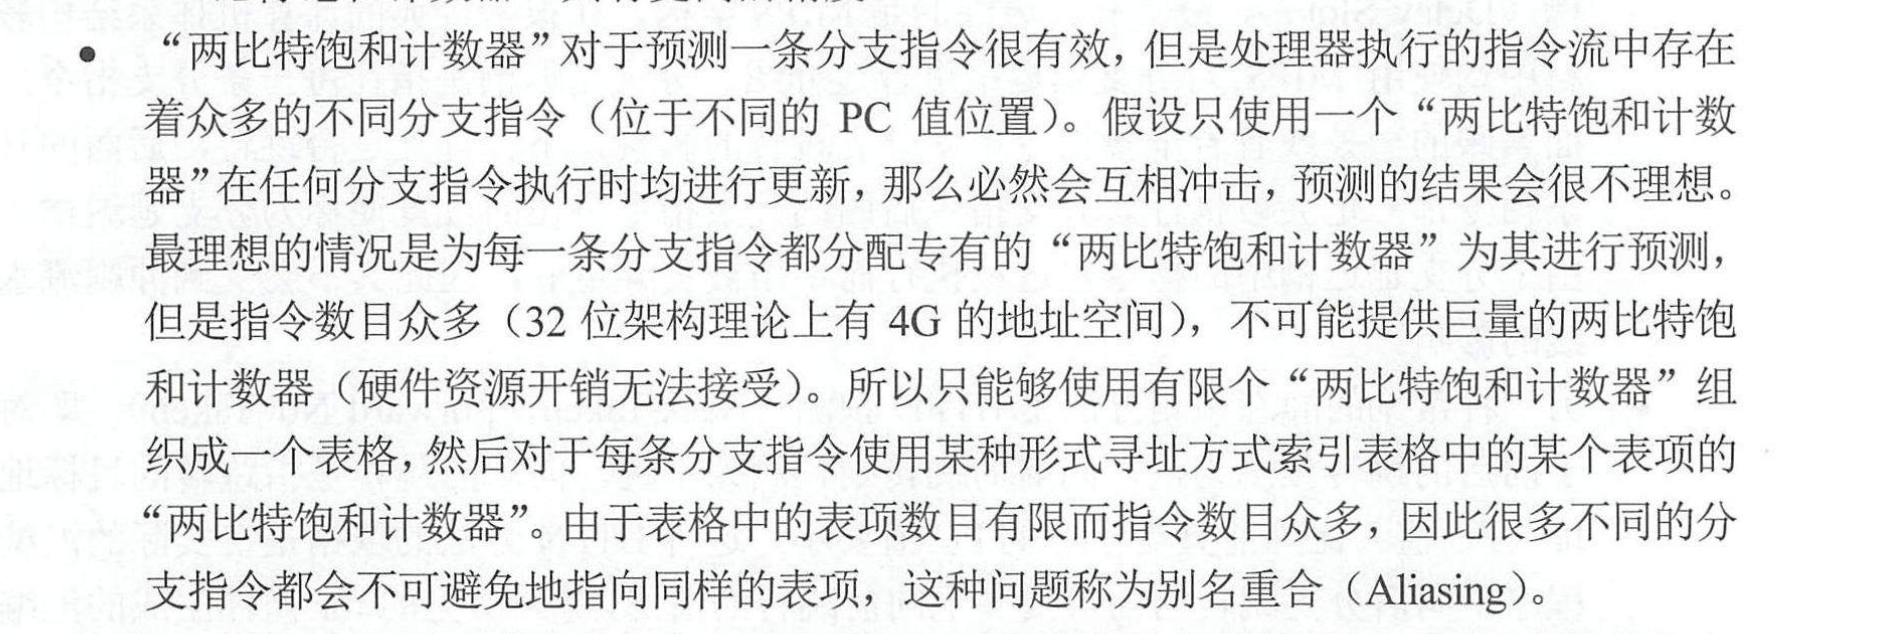 • “两比特饱和计数器”对于预测一条分支指令很有效，但是处理器执行的指令流中存在
着众多的不同分支指令（位于不同的 PC 值位置）。假设只使用一个“两比特饱和计数
器”在任何分支指令执行时均进行更新，那么必然会互相冲击，预测的结果会很不理想。
最理想的情况是为每一条分支指令都分配专有的“两比特饱和计数器”为其进行预测，
但是指令数目众多（32 位架构理论上有 4G 的地址空间），不可能提供巨量的两比特饱
和计数器（硬件资源开销无法接受）。所以只能够使用有限个“两比特饱和计数器”组
织成一个表格，然后对于每条分支指令使用某种形式寻址方式索引表格中的某个表项的
“两比特饱和计数器”。由于表格中的表项数目有限而指令数目众多，因此很多不同的分
支指令都会不可避免地指向同样的表项，这种问题称为别名重合（Aliasing）。